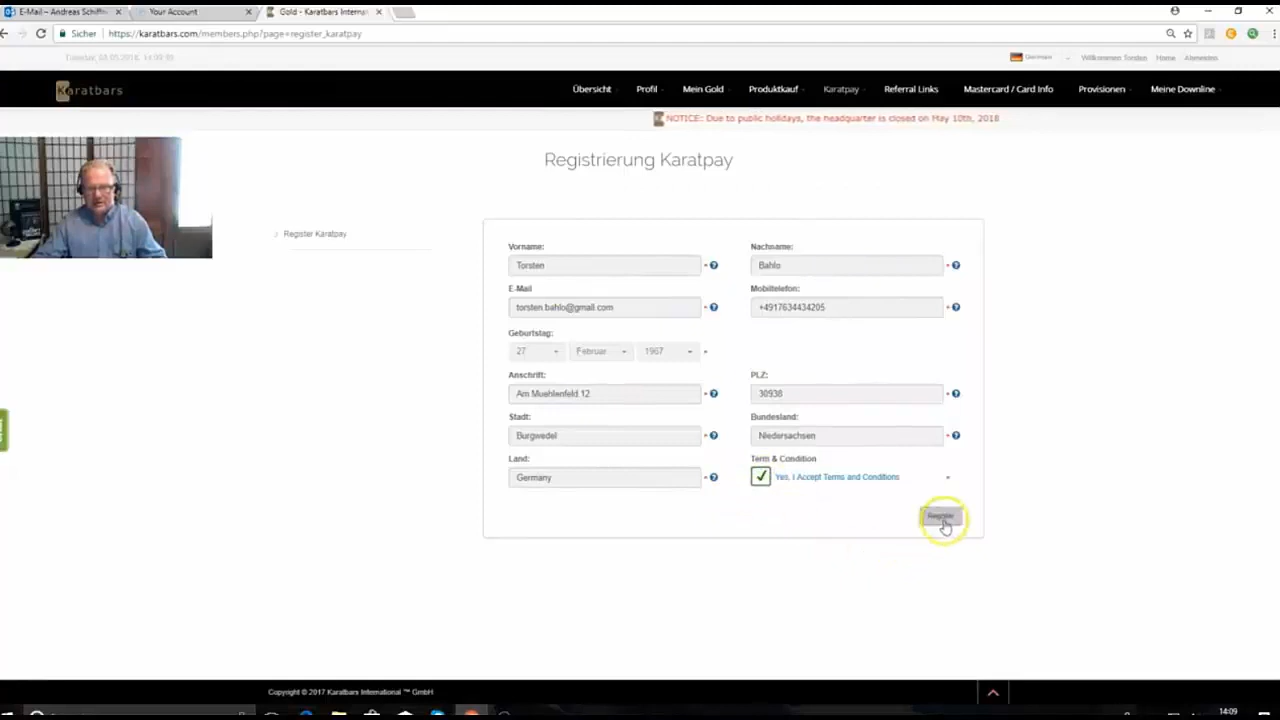 E-Mail – Andreas Schiffn
Your Account
Gold - Karatbars Internat
Sicher https://karatbars.com/members.php?page=register_karatpay
German Willkommen Torsten Home Abmelden
Karatbars
Übersicht Profil Mein Gold Produktkauf Karatpay Referral Links Mastercard / Card Info Provisionen Meine Downline
NOTICE: Due to public holidays, the headquarter is closed on May 10th, 2018
Registrierung Karatpay
Register Karatpay
Vorname: Nachname:
Torsten Bahlo
E-Mail Mobiltelefon:
torsten.bahlo@gmail.com +4917634434205
Geburtstag:
27 Februar 1967
Anschrift: PLZ:
Am Muehlenfeld 12 30938
Stadt: Bundesland:
Burgwedel Niedersachsen
Land: Term & Condition
Germany Yes, I Accept Terms and Conditions
Register
Copyright © 2017 Karatbars International ™ GmbH
14:09